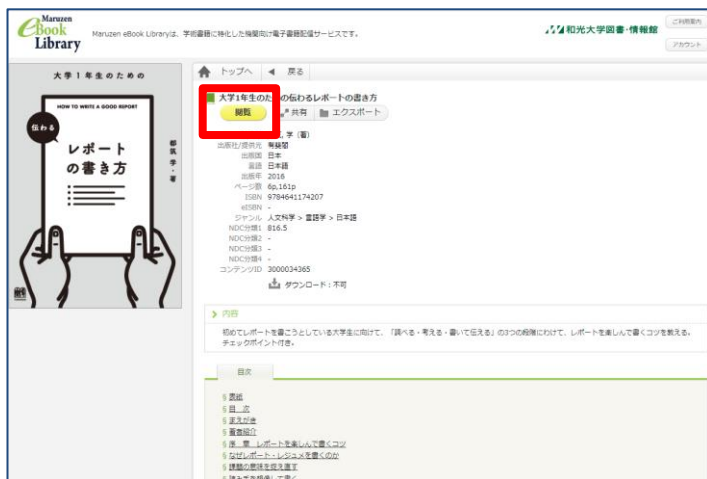 Maruzen
eBook
Library
Maruzen eBook Libraryは、学術書籍に特化した機関向け電子書籍配信サービスです。
和光大学図書・情報館
ご利用案内
アカウント
大学1年生のための
HOW TO WRITE A GOOD REPORT
伝わる
レポート
の書き方
都筑 学・著
トップへ ◀ 戻る
大学1年生のための伝わるレポートの書き方
閲覧 共有 エクスポート
学（著）
出版社/提供元 有斐閣
出版国 日本
言語 日本語
出版年 2016
ページ数 6p,161p
ISBN 9784641174207
eISBN -
ジャンル 人文科学 > 言語学 > 日本語
NDC分類1 816.5
NDC分類2 -
NDC分類3 -
NDC分類4 -
コンテンツID 3000034365
ダウンロード：不可
内容
初めてレポートを書こうとしている大学生に向けて、「調べる・考える・書いて伝える」の3つの段階にわけて、レポートを楽しんで書くコツを教える。
チェックポイント付き。
目次
§ 表紙
§ 目 次
§ まえがき
§ 著者紹介
§ 序 章 レポートを楽しんで書くコツ
§ なぜレポート・レジュメを書くのか
§ 課題の意味を捉え直す
§ 読み手を想像して書く